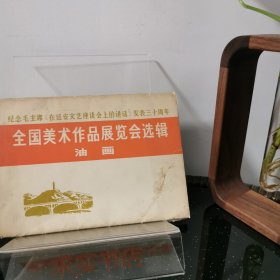 纪念毛主席《在延安文艺座谈会上的讲话》发表三十周年
全国美术作品展览会选辑
油画